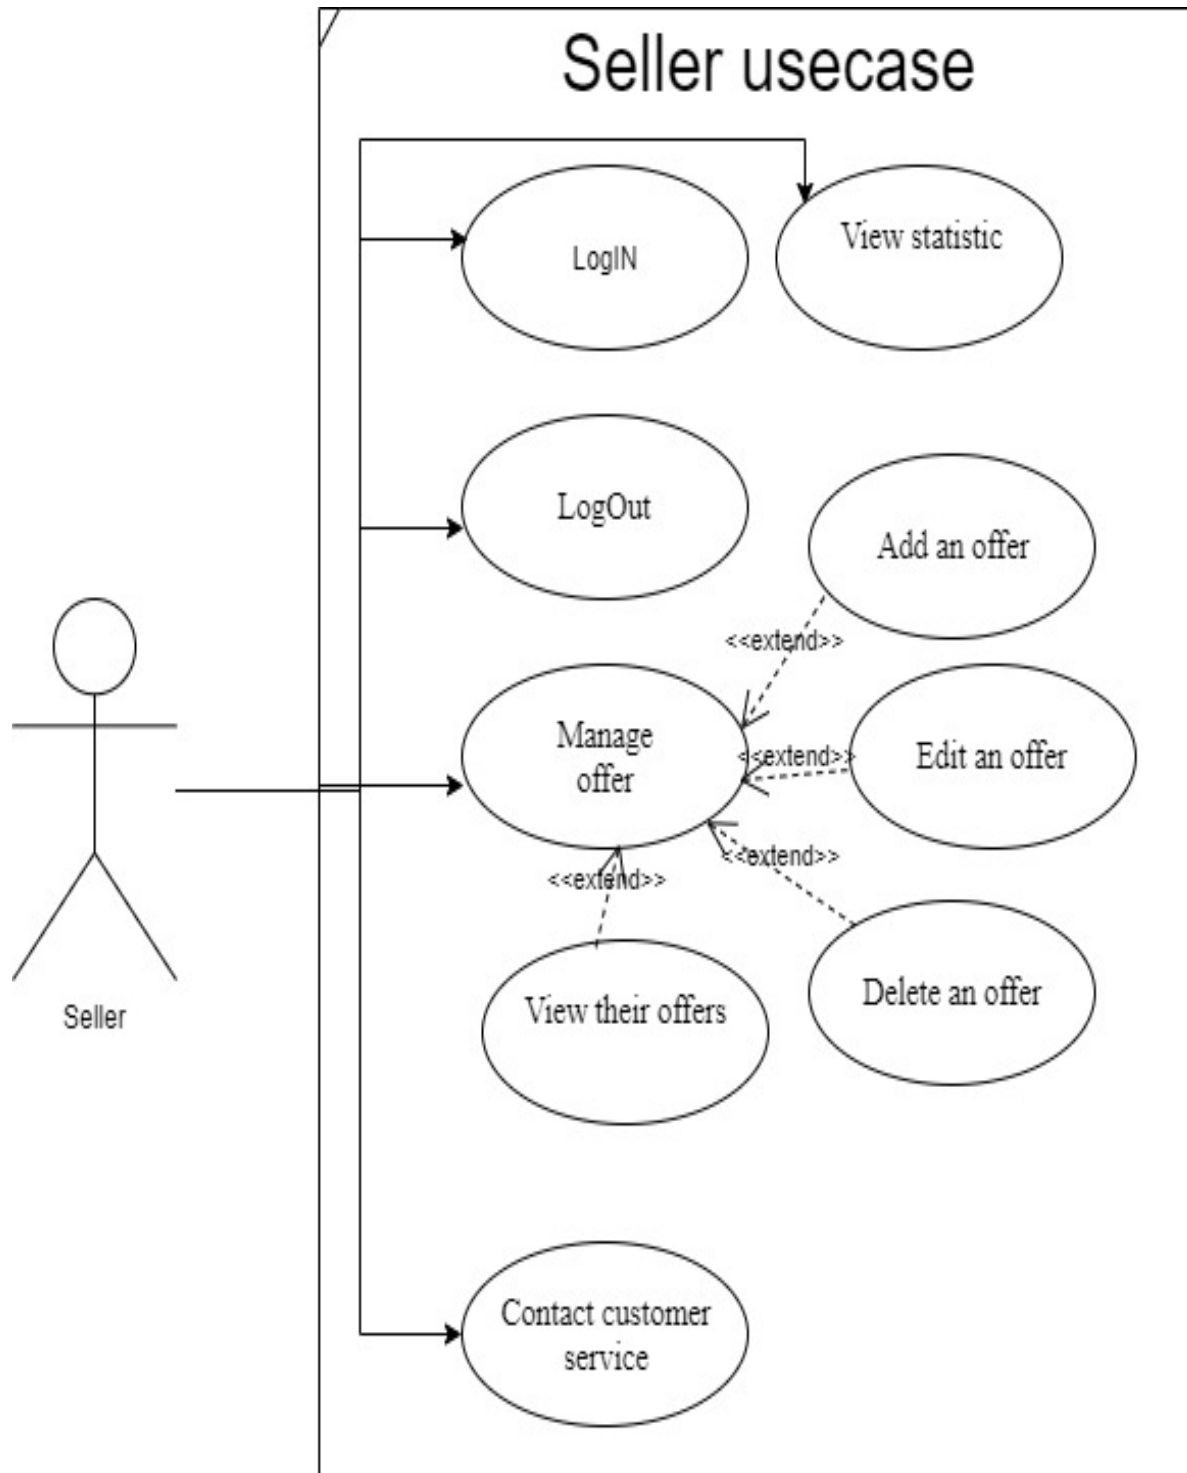 Seller usecase
LogIN
View statistic
LogOut
Add an offer
<<extend>>
Manage
offer
<<extend>>
Edit an offer
<<extend>>
<<extend>>
View their offers
Delete an offer
Seller
Contact customer
service